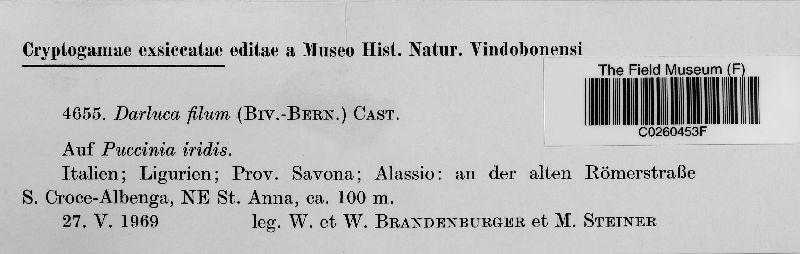 Cryptogamae exsiccatae editae a Museo Hist. Natur. Vindobonensi
The Field Museum (F)
C0260453F
4655. Darluca filum (BIV.-BERN.) CAST.
Auf Puccinia iridis.
Italien; Ligurien; Prov. Savona; Alassio: an der alten Römerstraße
S. Croce-Albenga, NE St. Anna, ca. 100 m.
27. V. 1969 leg. W. et W. BRANDENBURGER et M. STEINER